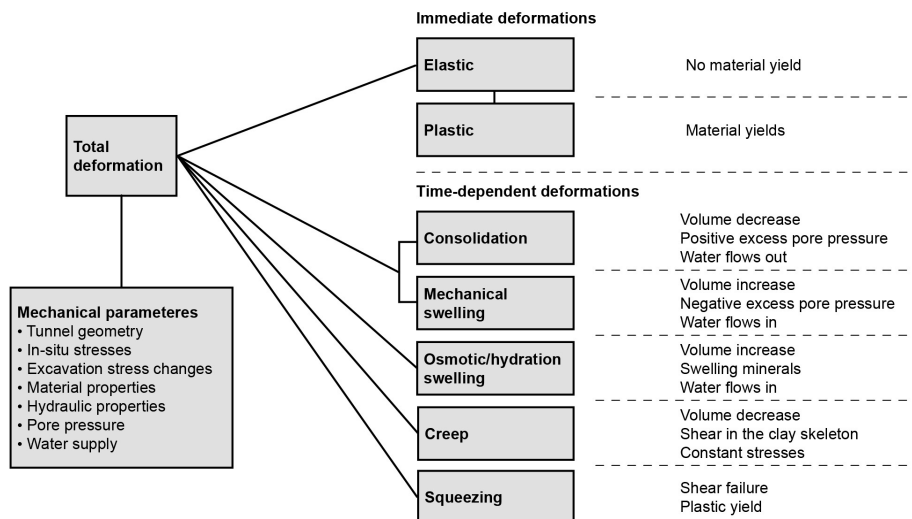 Immediate deformations
Elastic
No material yield
Plastic
Material yields
Total
deformation
Time-dependent deformations
Consolidation
Volume decrease
Positive excess pore pressure
Water flows out
Mechanical
swelling
Volume increase
Negative excess pore pressure
Water flows in
Osmotic/hydration
swelling
Volume increase
Swelling minerals
Water flows in
Creep
Volume decrease
Shear in the clay skeleton
Constant stresses
Squeezing
Shear failure
Plastic yield
Mechanical parameteres
• Tunnel geometry
• In-situ stresses
• Excavation stress changes
• Material properties
• Hydraulic properties
• Pore pressure
• Water supply